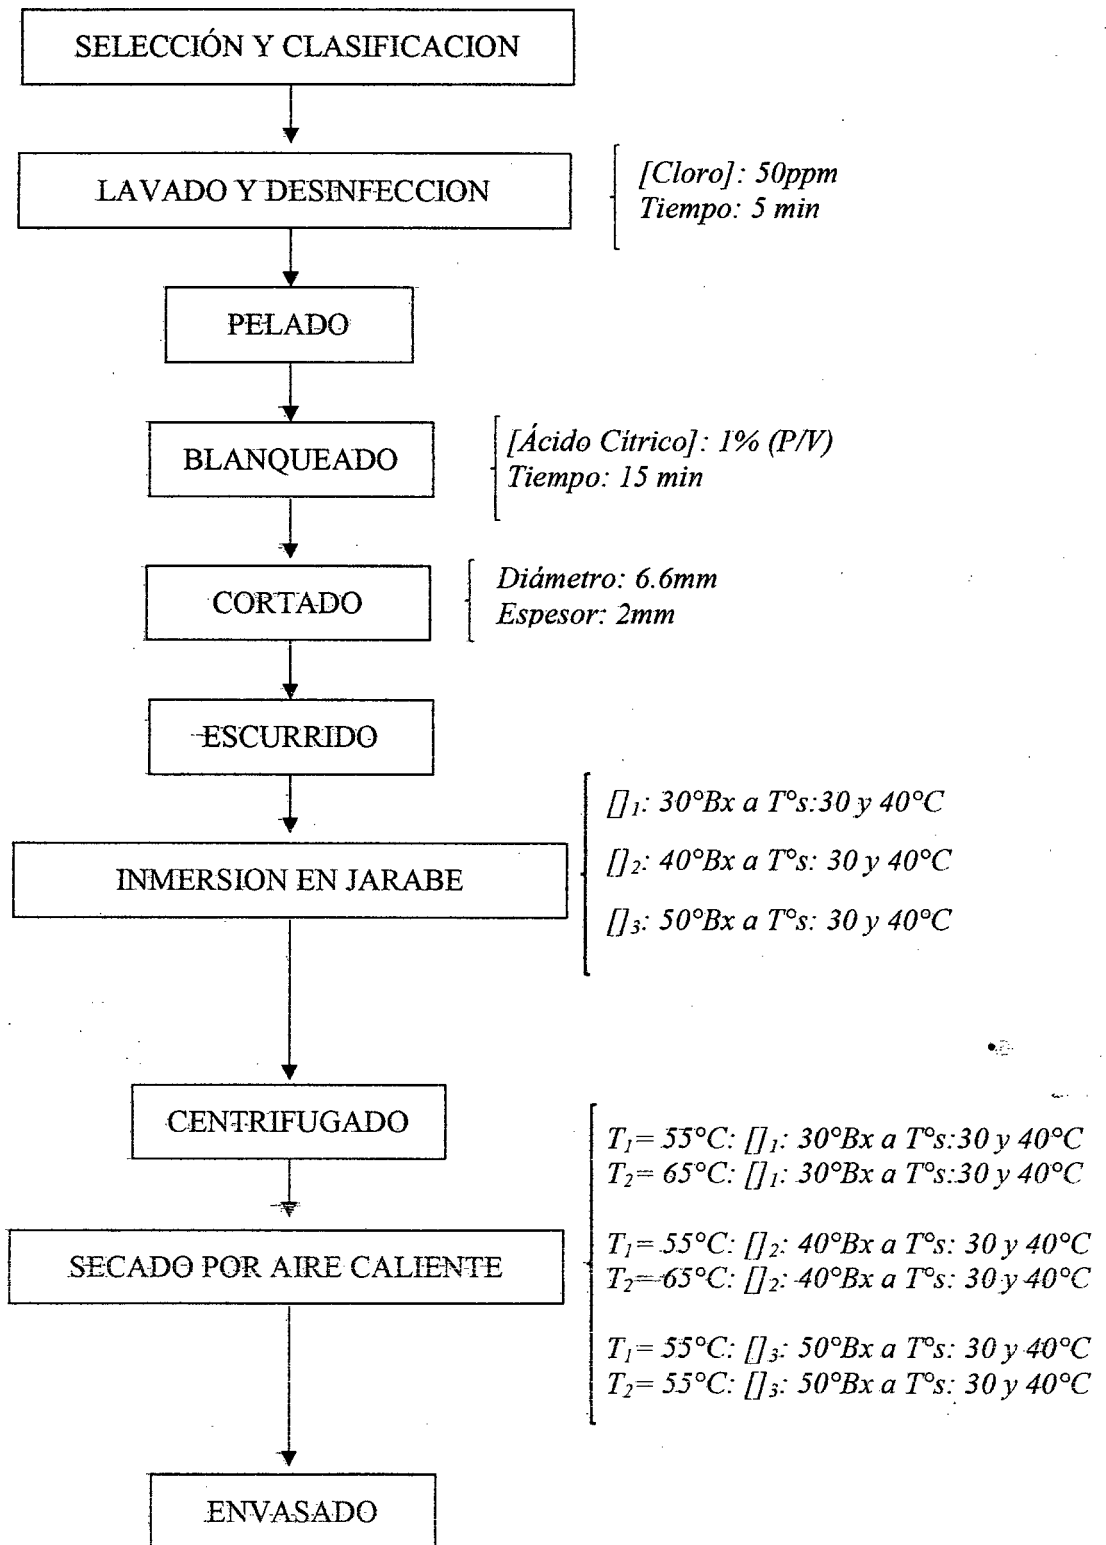 SELECCIÓN Y CLASIFICACION
LAVADO Y DESINFECCION
[Cloro]: 50ppm
Tiempo: 5 min
PELADO
BLANQUEADO
[Ácido Cítrico]: 1% (P/V)
Tiempo: 15 min
CORTADO
Diámetro: 6.6mm
Espesor: 2mm
ESCURRIDO
[]1: 30°Bx a T°s:30 y 40°C
[]2: 40°Bx a T°s: 30 y 40°C
[]3: 50°Bx a T°s: 30 y 40°C
INMERSION EN JARABE
CENTRIFUGADO
T1= 55°C: []1: 30°Bx a T°s:30 y 40°C
T2= 65°C: []1: 30°Bx a T°s:30 y 40°C
T1= 55°C: []2: 40°Bx a T°s: 30 y 40°C
T2= 65°C: []2: 40°Bx a T°s: 30 y 40°C
T1= 55°C: []3: 50°Bx a T°s: 30 y 40°C
T2= 55°C: []3: 50°Bx a T°s: 30 y 40°C
SECADO POR AIRE CALIENTE
ENVASADO